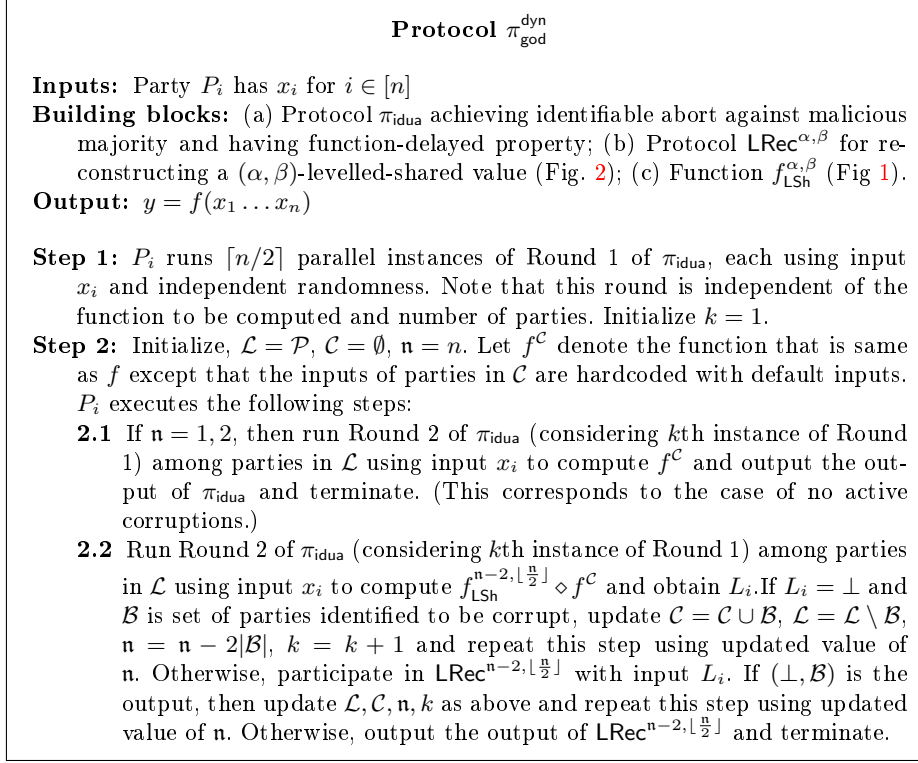 Protocol π_god^dyn
Inputs: Party P_i has x_i for i ∈ [n]
Building blocks: (a) Protocol π_idua achieving identifiable abort against malicious
majority and having function-delayed property; (b) Protocol LRec^{α,β} for re-
constructing a (α, β)-levelled-shared value (Fig. 2); (c) Function f_LSh^{α,β} (Fig 1).
Output: y = f(x_1 … x_n)
Step 1: P_i runs ⌈n/2⌉ parallel instances of Round 1 of π_idua, each using input
x_i and independent randomness. Note that this round is independent of the
function to be computed and number of parties. Initialize k = 1.
Step 2: Initialize, ℒ = 𝒫, 𝒞 = ∅, 𝔫 = n. Let f^𝒞 denote the function that is same
as f except that the inputs of parties in 𝒞 are hardcoded with default inputs.
P_i executes the following steps:
2.1 If 𝔫 = 1, 2, then run Round 2 of π_idua (considering kth instance of Round
1) among parties in ℒ using input x_i to compute f^𝒞 and output the out-
put of π_idua and terminate. (This corresponds to the case of no active
corruptions.)
2.2 Run Round 2 of π_idua (considering kth instance of Round 1) among parties
in ℒ using input x_i to compute f_LSh^{𝔫−2,⌊𝔫/2⌋} ⋄ f^𝒞 and obtain L_i.If L_i = ⊥ and
ℬ is set of parties identified to be corrupt, update 𝒞 = 𝒞 ∪ ℬ, ℒ = ℒ \ ℬ,
𝔫 = 𝔫 − 2|ℬ|, k = k + 1 and repeat this step using updated value of
𝔫. Otherwise, participate in LRec^{𝔫−2,⌊𝔫/2⌋} with input L_i. If (⊥, ℬ) is the
output, then update ℒ, 𝒞, 𝔫, k as above and repeat this step using updated
value of 𝔫. Otherwise, output the output of LRec^{𝔫−2,⌊𝔫/2⌋} and terminate.